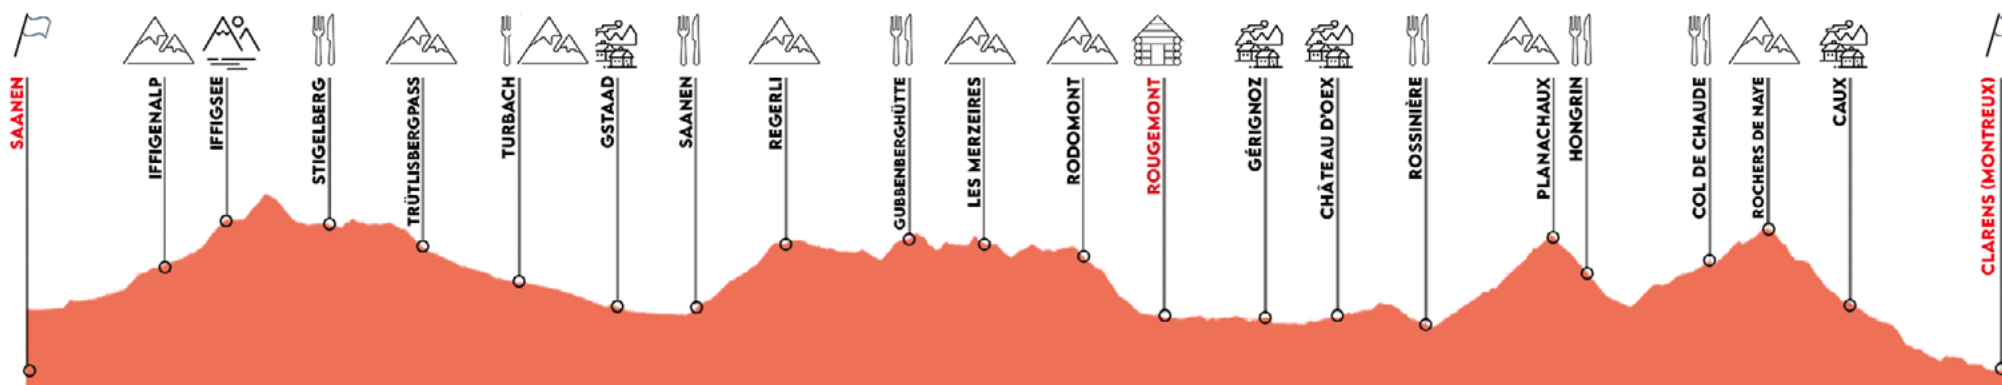 SAANEN
IFFIGENALP
IFFIGSEE
STIGELBERG
TRÜTLISBERGPASS
TURBACH
GSTAAD
SAANEN
REGERLI
GUBBENBERGHÜTTE
LES MERZEIRES
RODOMONT
ROUGEMONT
GÉRIGNOZ
CHÂTEAU D'OEX
ROSSINIÈRE
PLANACHAUX
HONGRIN
COL DE CHAUDE
ROCHERS DE NAYE
CAUX
CLARENS (MONTREUX)